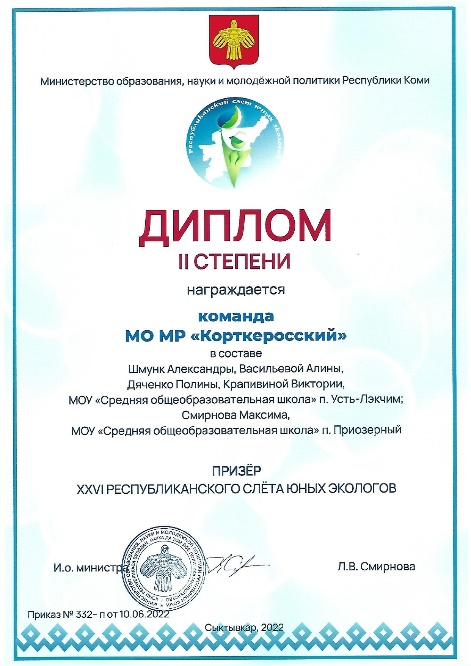 Министерство образования, науки и молодёжной политики Республики Коми
Республиканский слет юных экологов
ДИПЛОМ
II СТЕПЕНИ
награждается
команда
МО МР «Корткеросский»
в составе
Шмунк Александры, Васильевой Алины,
Дяченко Полины, Крапивиной Виктории,
МОУ «Средняя общеобразовательная школа» п. Усть-Лэкчим;
Смирнова Максима,
МОУ «Средняя общеобразовательная школа» п. Приозерный
ПРИЗЁР
XXVI РЕСПУБЛИКАНСКОГО СЛЁТА ЮНЫХ ЭКОЛОГОВ
И.о. министра
Л.В. Смирнова
Приказ № 332- п от 10.06.2022
Сыктывкар, 2022